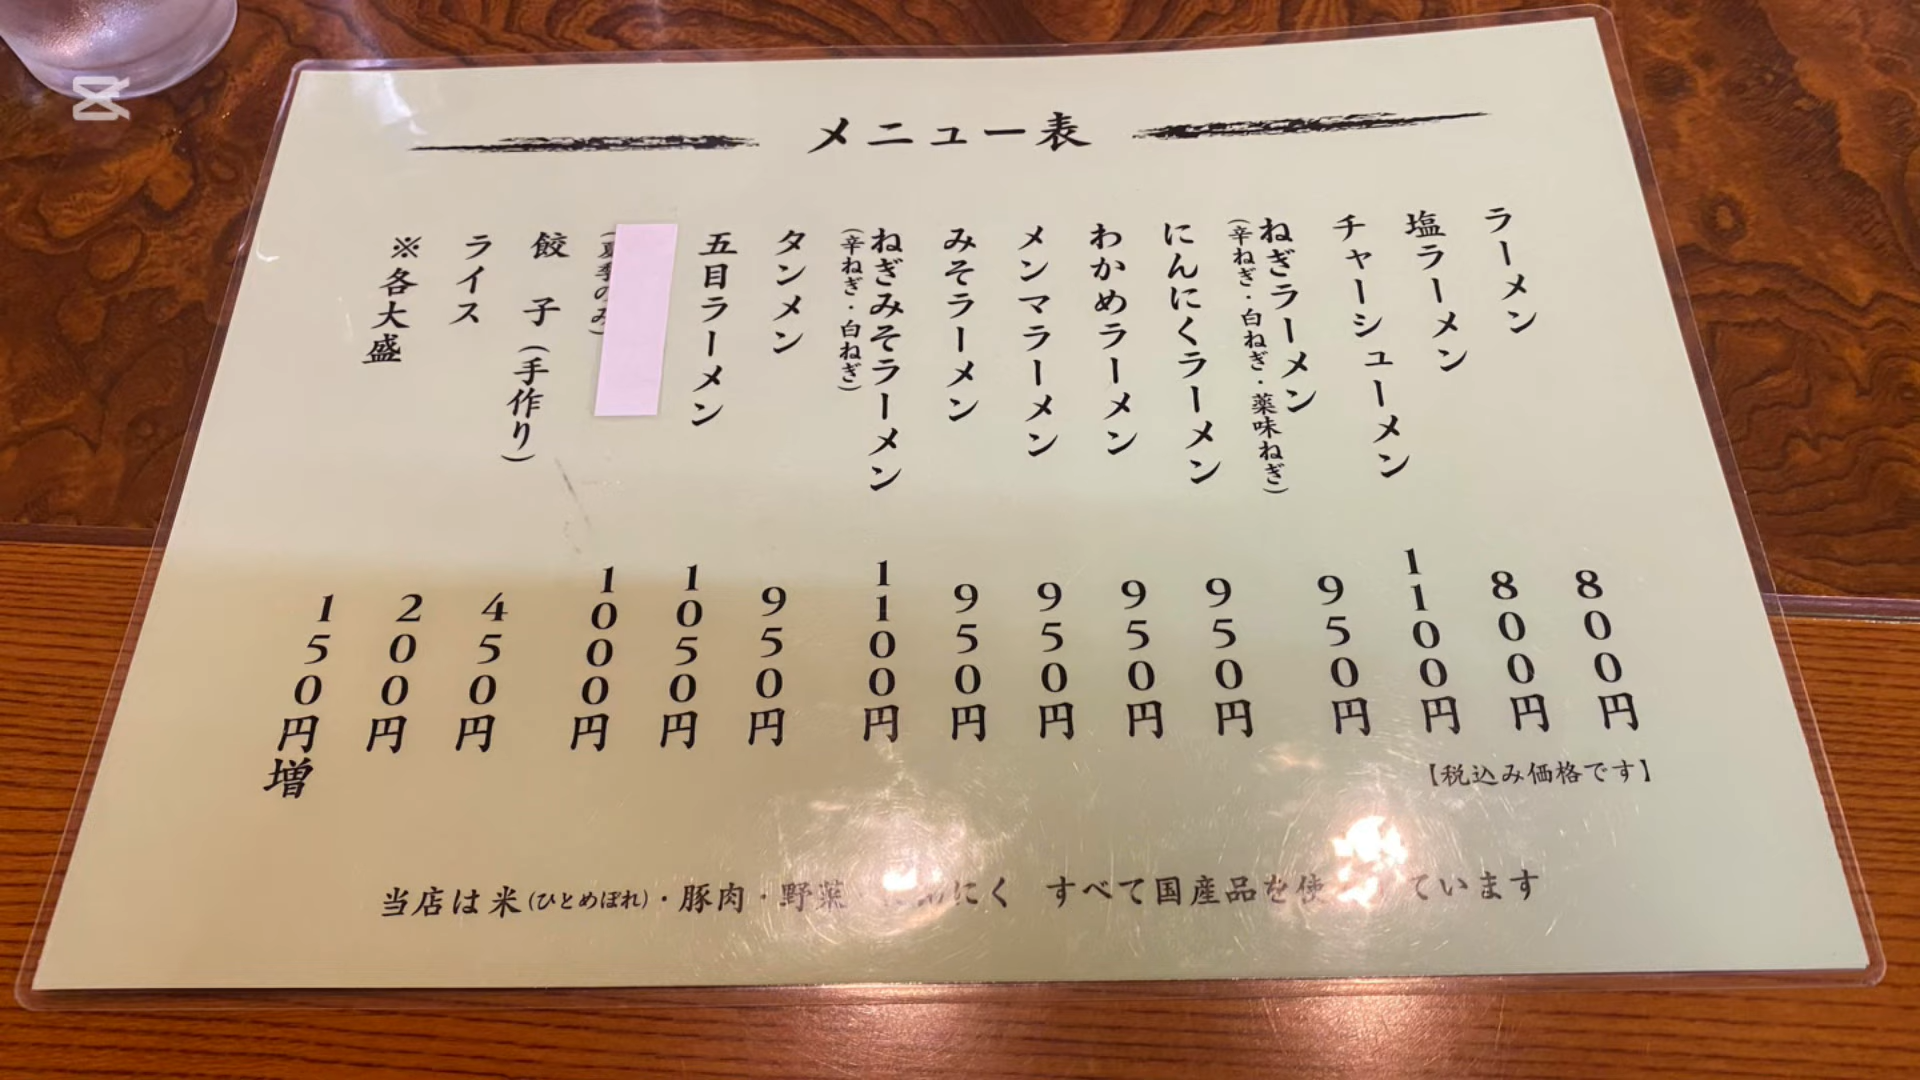 メニュー表
ラーメン 800円
塩ラーメン 800円
チャーシューメン 1100円
ねぎラーメン 950円
(辛ねぎ・白ねぎ・薬味ねぎ)
にんにくラーメン 950円
わかめラーメン 950円
メンマラーメン 950円
みそラーメン 950円
ねぎみそラーメン 1100円
(辛ねぎ・白ねぎ)
タンメン 950円
五目ラーメン 1050円
1000円
(夏季のみ)
餃子(手作り) 450円
ライス 200円
※各大盛 150円増
【税込み価格です】
当店は米(ひとめぼれ)・豚肉・野菜 にく すべて国産品を使 ています